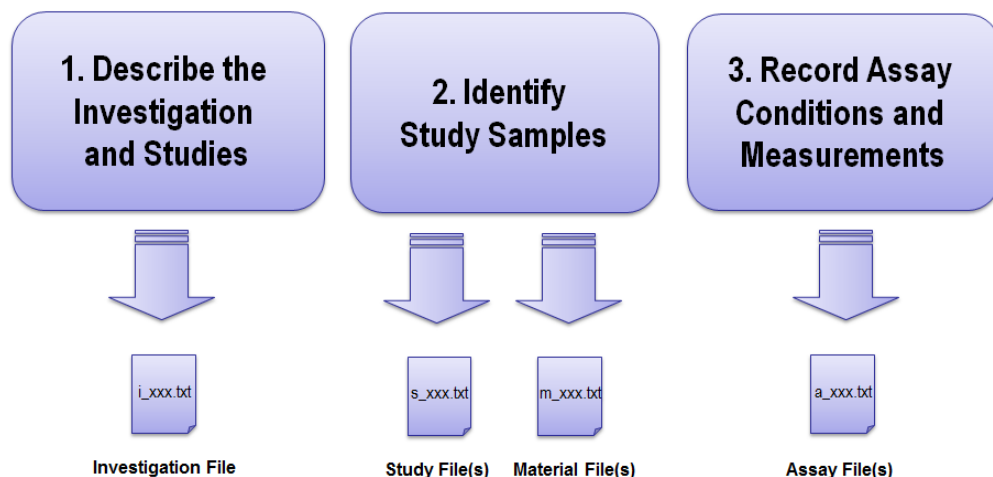 1. Describe the
Investigation
and Studies
2. Identify
Study Samples
3. Record Assay
Conditions and
Measurements
i_xxx.txt
s_xxx.txt
m_xxx.txt
a_xxx.txt
Investigation File
Study File(s)
Material File(s)
Assay File(s)